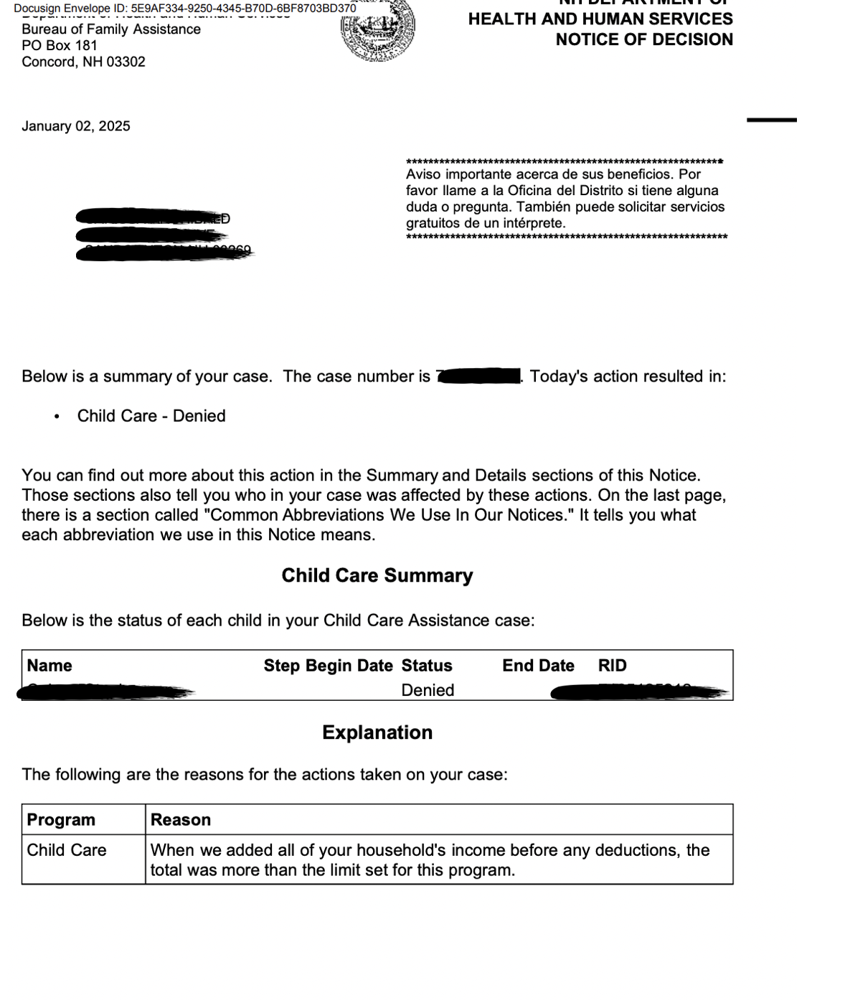 Docusign Envelope ID: 5E9AF334-9250-4345-B70D-6BF8703BD370
Department of Health and Human Services
Bureau of Family Assistance
PO Box 181
Concord, NH 03302
NH DEPARTMENT OF
HEALTH AND HUMAN SERVICES
NOTICE OF DECISION
January 02, 2025
************************************************************
Aviso importante acerca de sus beneficios. Por
favor llame a la Oficina del Distrito si tiene alguna
duda o pregunta. También puede solicitar servicios
gratuitos de un intérprete.
************************************************************
Below is a summary of your case. The case number is . Today's action resulted in:
• Child Care - Denied
You can find out more about this action in the Summary and Details sections of this Notice.
Those sections also tell you who in your case was affected by these actions. On the last page,
there is a section called "Common Abbreviations We Use In Our Notices." It tells you what
each abbreviation we use in this Notice means.
Child Care Summary
Below is the status of each child in your Child Care Assistance case:
Name Step Begin Date Status End Date RID
Denied
Explanation
The following are the reasons for the actions taken on your case:
Program Reason
Child Care When we added all of your household's income before any deductions, the
total was more than the limit set for this program.